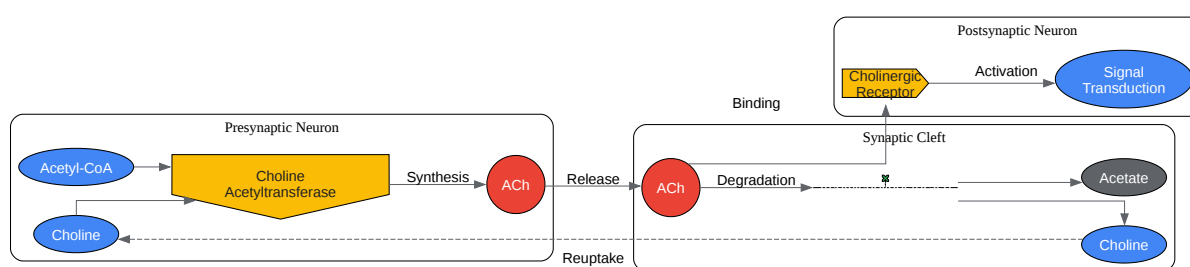 Postsynaptic Neuron
Cholinergic
Receptor
Activation
Signal
Transduction
Binding
Presynaptic Neuron
Synaptic Cleft
Acetyl-CoA
Choline
Acetyltransferase
Synthesis
ACh
Release
ACh
Degradation
Acetate
Choline
Choline
Reuptake